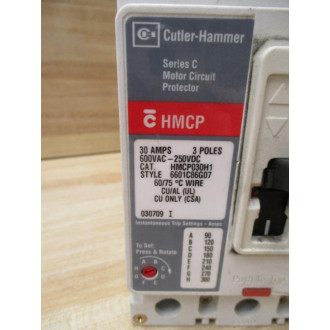 Cutler-Hammer
Series C
Motor Circuit
Protector
HMCP
30 AMPS 3 POLES
600VAC-250VDC
CAT. HMCP030H1
STYLE 6601C86G07
60/75 °C WIRE
CU/AL (UL)
CU ONLY (CSA)
030709 I
Instantaneous Trip Settings - Amps
To Set:
Press & Rotate
A 90
B 120
C 150
D 180
E 210
F 240
G 270
H 300